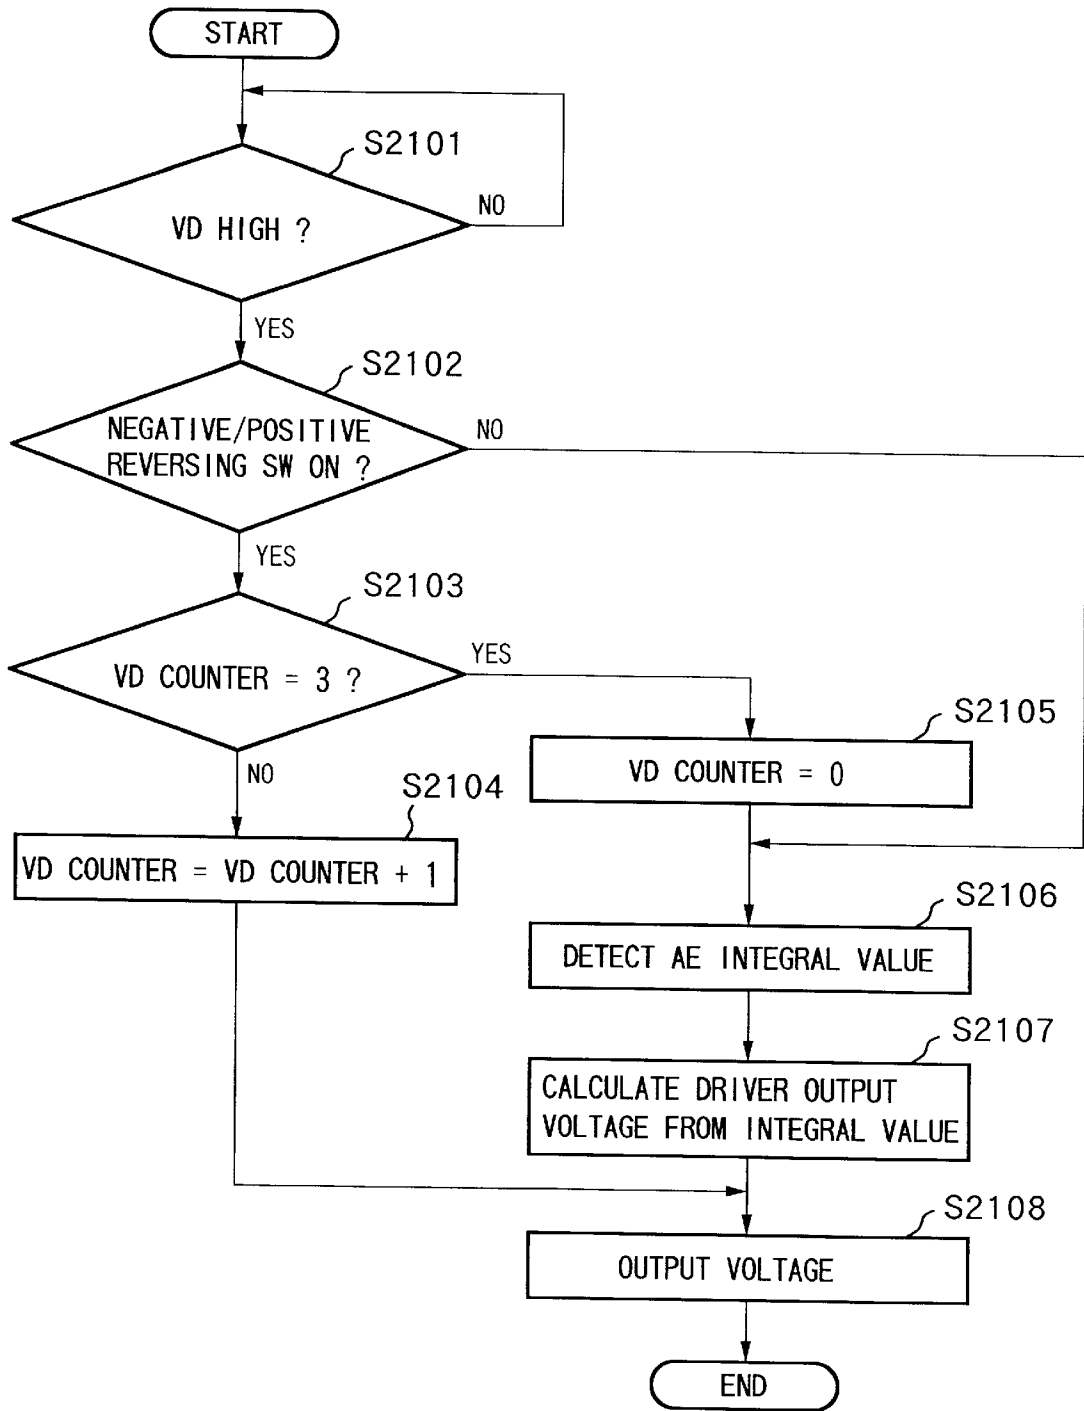 START
S2101
VD HIGH ?
NO
YES
S2102
NEGATIVE/POSITIVE
REVERSING SW ON ?
NO
YES
S2103
VD COUNTER = 3 ?
YES
NO
S2104
VD COUNTER = VD COUNTER + 1
S2105
VD COUNTER = 0
S2106
DETECT AE INTEGRAL VALUE
S2107
CALCULATE DRIVER OUTPUT
VOLTAGE FROM INTEGRAL VALUE
S2108
OUTPUT VOLTAGE
END